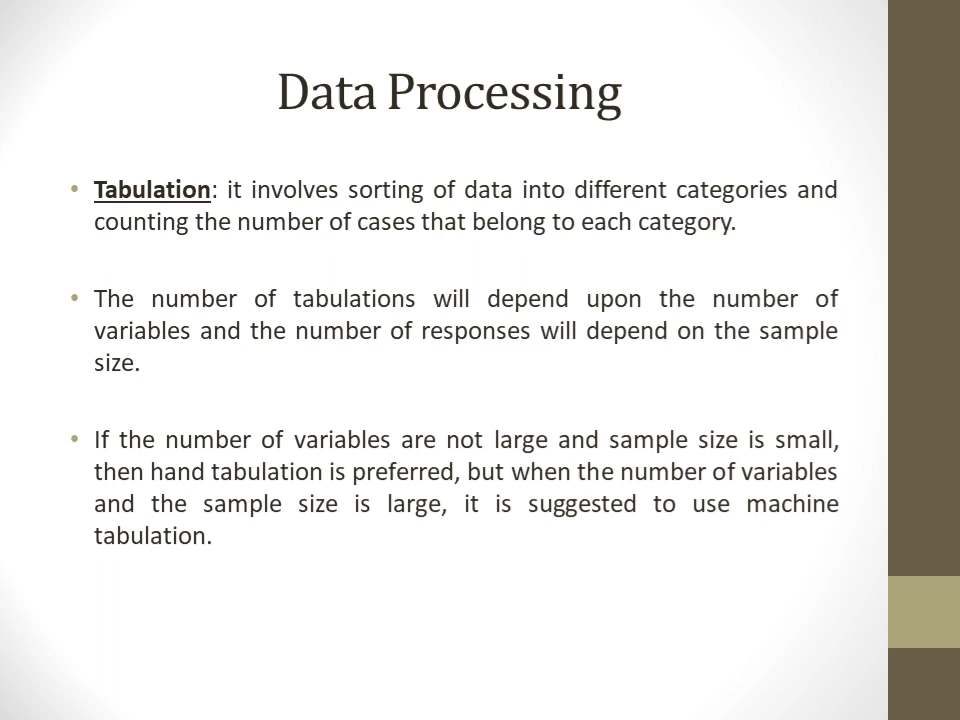 Data Processing
• Tabulation: it involves sorting of data into different categories and
counting the number of cases that belong to each category.
• The number of tabulations will depend upon the number of
variables and the number of responses will depend on the sample
size.
• If the number of variables are not large and sample size is small,
then hand tabulation is preferred, but when the number of variables
and the sample size is large, it is suggested to use machine
tabulation.